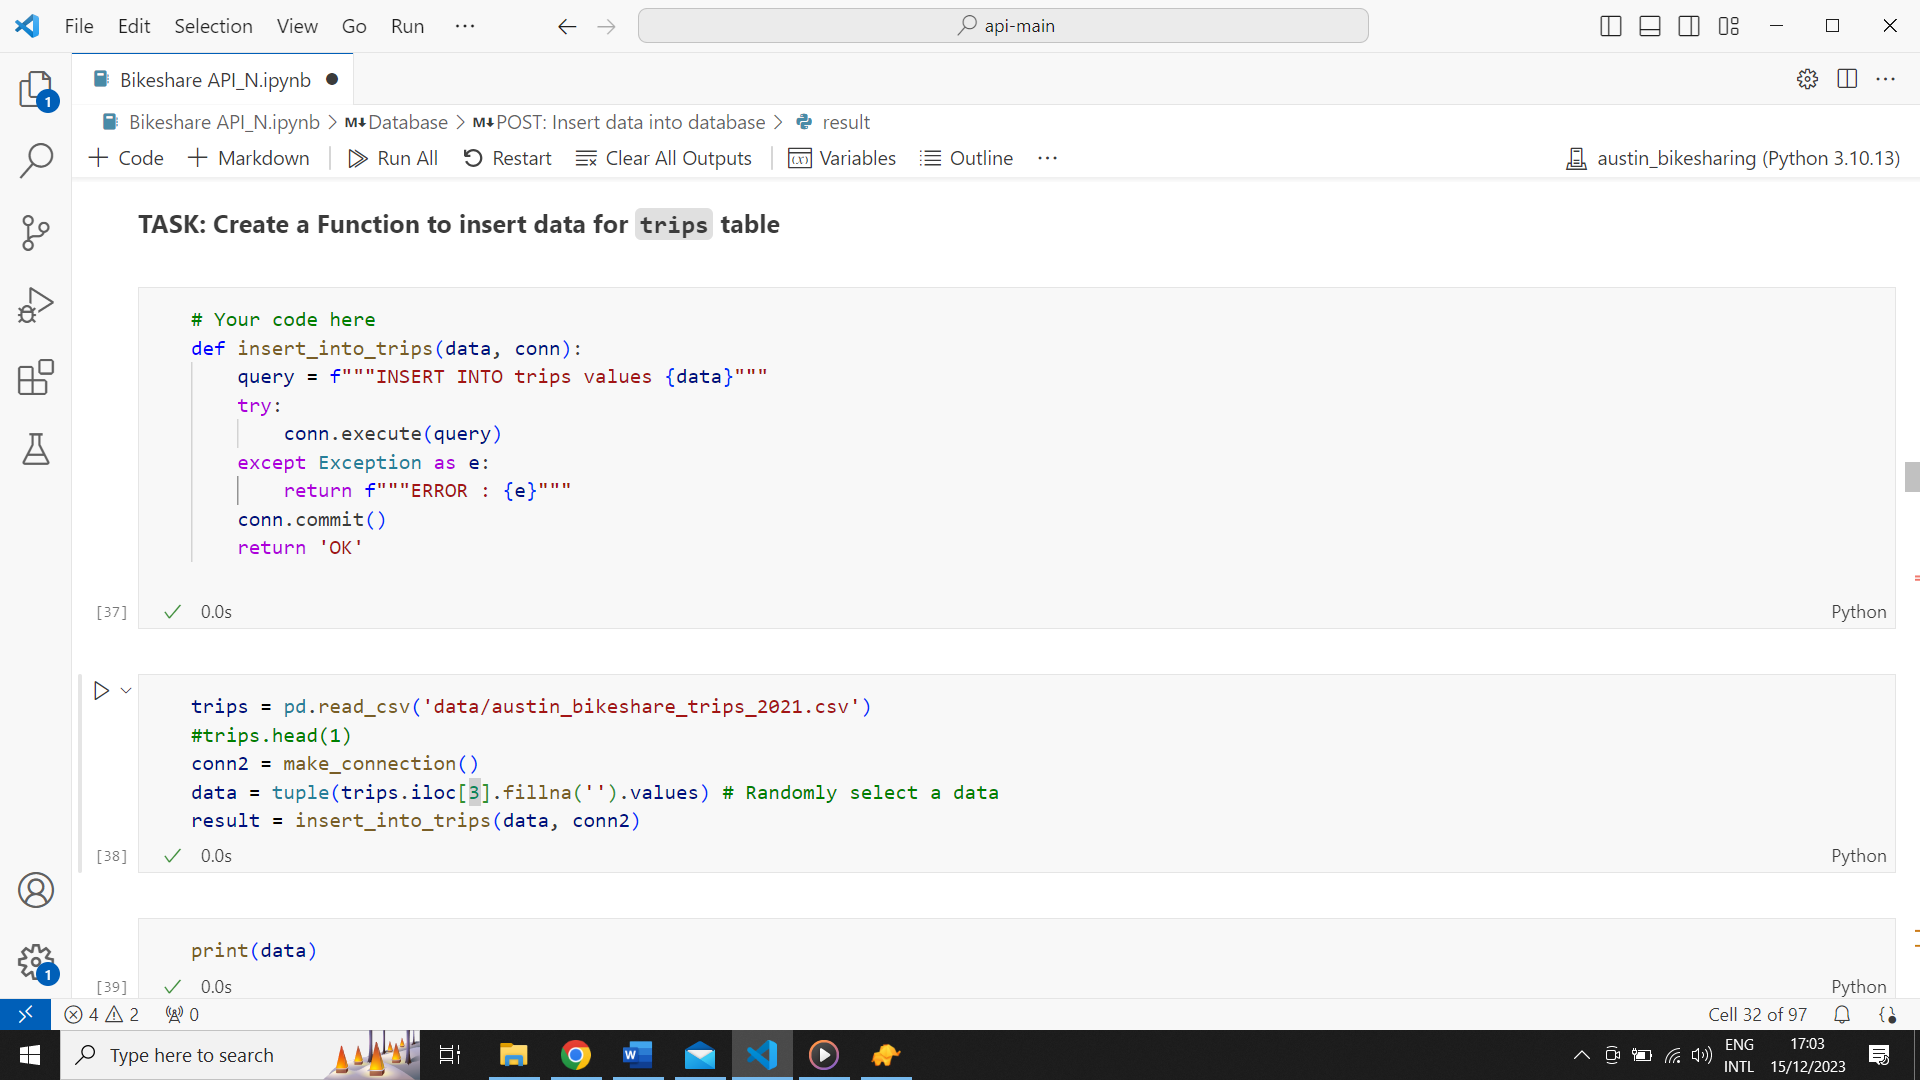 File Edit Selection View Go Run ···
api-main
Bikeshare API_N.ipynb
Bikeshare API_N.ipynb > M↓Database > M↓POST: Insert data into database > result
+ Code + Markdown Run All Restart Clear All Outputs Variables Outline ··· austin_bikesharing (Python 3.10.13)
TASK: Create a Function to insert data for trips table
# Your code here
def insert_into_trips(data, conn):
    query = f"""INSERT INTO trips values {data}"""
    try:
        conn.execute(query)
    except Exception as e:
        return f"""ERROR : {e}"""
    conn.commit()
    return 'OK'
[37] 0.0s Python
trips = pd.read_csv('data/austin_bikeshare_trips_2021.csv')
#trips.head(1)
conn2 = make_connection()
data = tuple(trips.iloc[3].fillna('').values) # Randomly select a data
result = insert_into_trips(data, conn2)
[38] 0.0s Python
print(data)
[39] 0.0s Python
1
1
4 2 0 Cell 32 of 97
Type here to search
ENG
INTL
17:03
15/12/2023